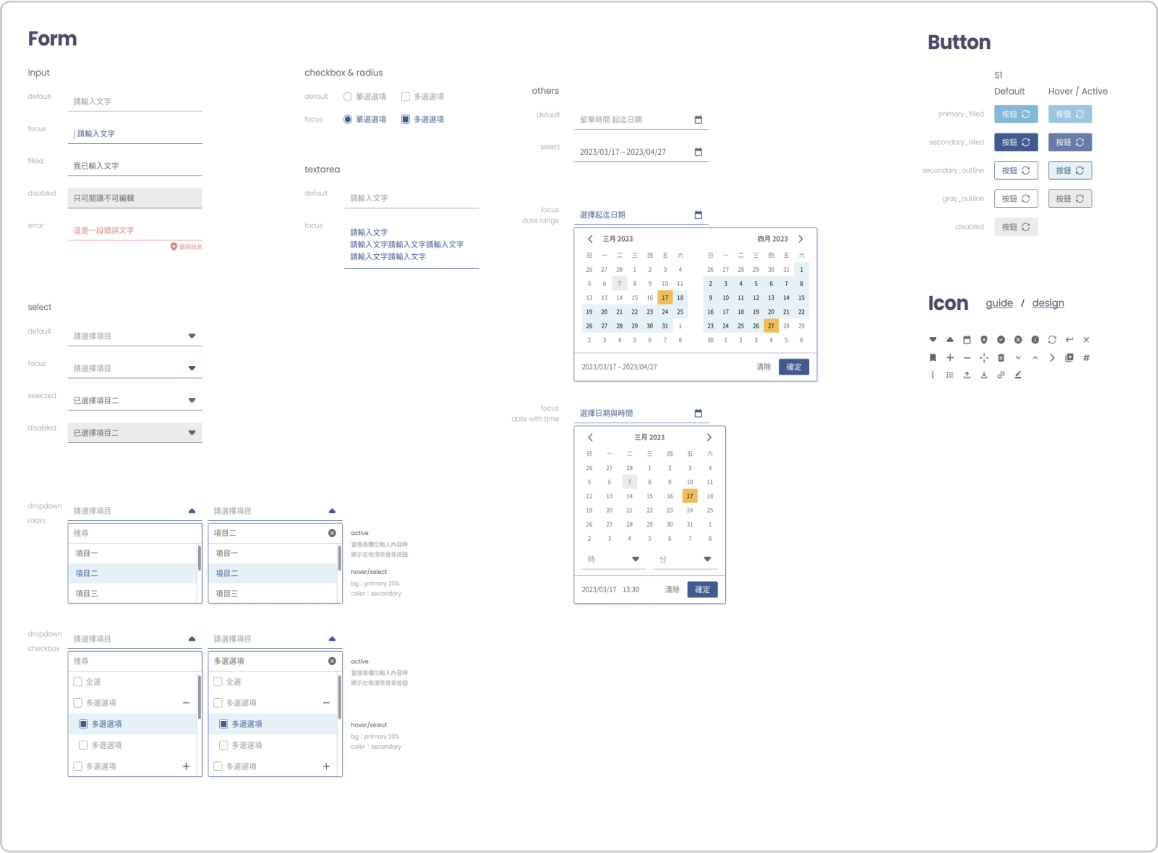 Form
Input
default
請輸入文字
focus
請輸入文字
filled
我已輸入文字
disabled
只可閱讀不可編輯
error
這是一段錯誤文字
錯誤訊息
select
default
請選擇項目
focus
請選擇項目
selected
已選擇項目二
disabled
已選擇項目二
dropdown
radio
請選擇項目
搜尋
項目一
項目二
項目三
請選擇項目
項目二
項目一
項目二
項目三
active
當搜尋欄位輸入內容時
顯示右側清除搜尋按鈕
hover/select
bg：primary 20%
color：secondary
dropdown
checkbox
請選擇項目
搜尋
全選
多選選項
多選選項
多選選項
多選選項
請選擇項目
多選選項
全選
多選選項
多選選項
多選選項
多選選項
active
當搜尋欄位輸入內容時
顯示右側清除搜尋按鈕
hover/select
bg：primary 20%
color：secondary
checkbox & radius
default
單選選項
多選選項
focus
單選選項
多選選項
textarea
default
請輸入文字
focus
請輸入文字
請輸入文字請輸入文字請輸入文字
請輸入文字請輸入文字
others
default
留單時間 起迄日期
select
2023/03/17 – 2023/04/27
focus
date range
選擇起迄日期
三月 2023
日 一 二 三 四 五 六
26 27 28 1 2 3 4
5 6 7 8 9 10 11
12 13 14 15 16 17 18
19 20 21 22 23 24 25
26 27 28 29 30 31 1
2 3 4 5 6 7 8
四月 2023
日 一 二 三 四 五 六
26 27 28 29 30 31 1
2 3 4 5 6 7 8
9 10 11 12 13 14 15
16 17 18 19 20 21 22
23 24 25 26 27 28 29
30 1 2 3 4 5 6
2023/03/17 – 2023/04/27
清除
確定
focus
date with time
選擇日期與時間
三月 2023
日 一 二 三 四 五 六
26 27 28 1 2 3 4
5 6 7 8 9 10 11
12 13 14 15 16 17 18
19 20 21 22 23 24 25
26 27 28 29 30 31 1
2 3 4 5 6 7 8
時
分
2023/03/17 13:30
清除
確定
Button
S1
Default
Hover / Active
primary_filled
按鈕
按鈕
secondary_filled
按鈕
按鈕
secondary_outline
按鈕
按鈕
gray_outline
按鈕
按鈕
disabled
按鈕
Icon
guide / design